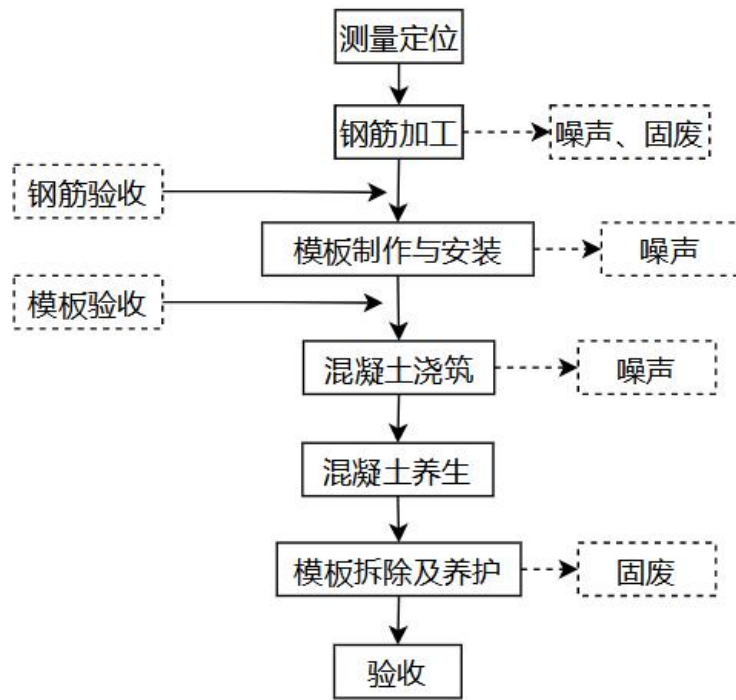 测量定位
钢筋加工
噪声、固废
钢筋验收
模板制作与安装
噪声
模板验收
混凝土浇筑
噪声
混凝土养生
模板拆除及养护
固废
验收